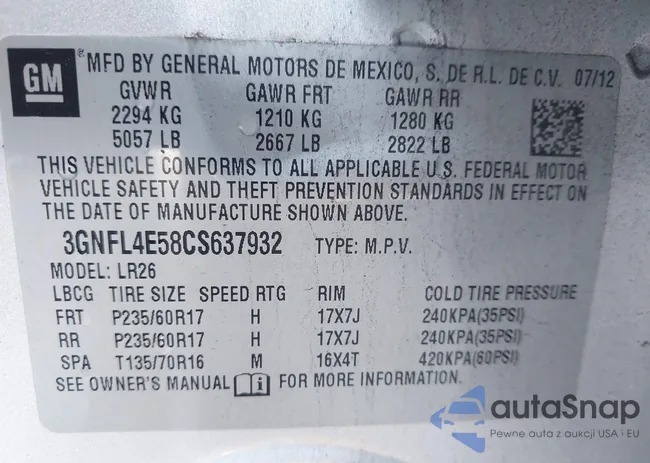 GM
® MFD BY GENERAL MOTORS DE MEXICO, S. DE R.L. DE C.V. 07/12
GVWR GAWR FRT GAWR RR
2294 KG 1210 KG 1280 KG
5057 LB 2667 LB 2822 LB
THIS VEHICLE CONFORMS TO ALL APPLICABLE U.S. FEDERAL MOTOR
VEHICLE SAFETY AND THEFT PREVENTION STANDARDS IN EFFECT ON
THE DATE OF MANUFACTURE SHOWN ABOVE.
3GNFL4E58CS637932 TYPE: M.P.V.
MODEL: LR26
LBCG TIRE SIZE SPEED RTG RIM COLD TIRE PRESSURE
FRT P235/60R17 H 17X7J 240KPA(35PSI)
RR P235/60R17 H 17X7J 240KPA(35PSI)
SPA T135/70R16 M 16X4T 420KPA(60PSI)
SEE OWNER'S MANUAL i FOR MORE INFORMATION.
autaSnap
Pewne auta z aukcji USA i EU